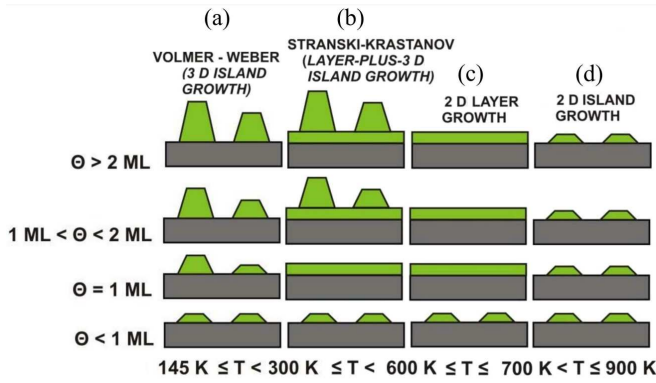 (a)
(b)
(c)
(d)
VOLMER - WEBER
(3 D ISLAND
GROWTH)
STRANSKI-KRASTANOV
(LAYER-PLUS-3 D
ISLAND GROWTH)
2 D LAYER
GROWTH
2 D ISLAND
GROWTH
Θ > 2 ML
1 ML < Θ < 2 ML
Θ = 1 ML
Θ < 1 ML
145 K ≤ T < 300 K ≤ T < 600 K ≤ T ≤ 700 K < T ≤ 900 K